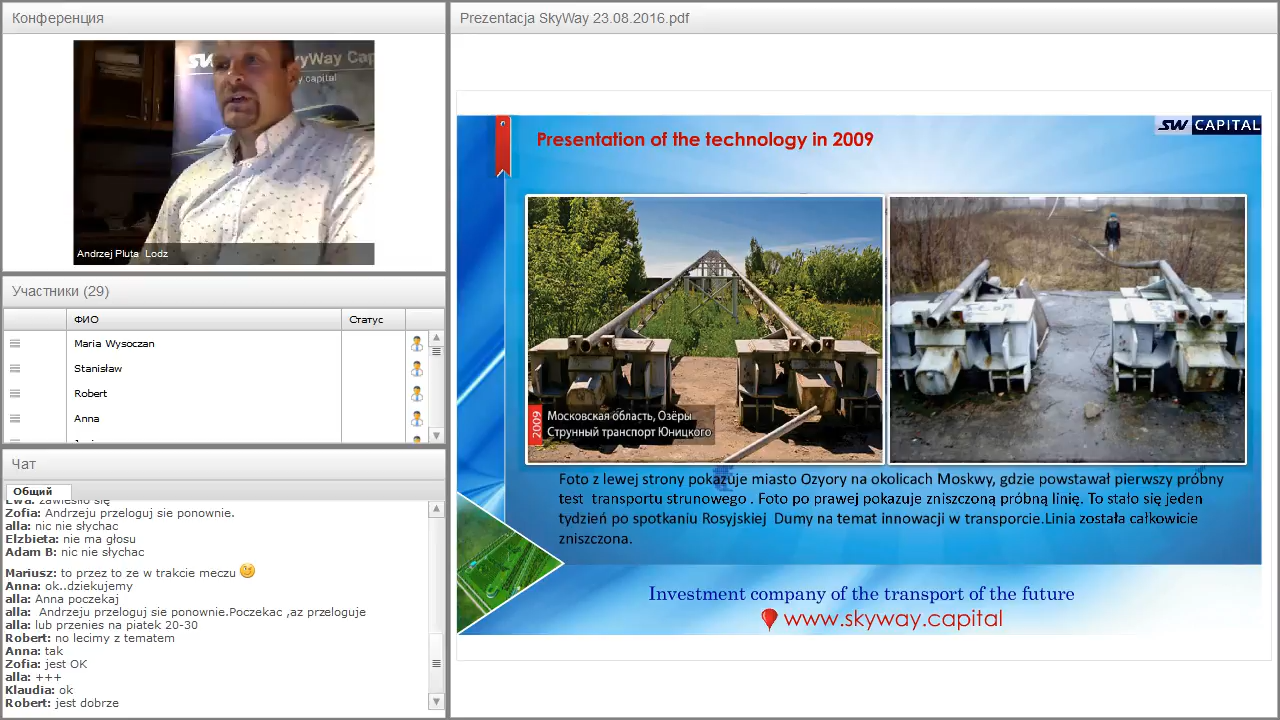 Конференция
SW SkyWay Cap
y.capital
Andrzej Pluta Lodz
Участники (29)
ФИО
Статус
Maria Wysoczan
Stanisław
Robert
Anna
Чат
Общий
Ewa: zawiesiło się
Zofia: Andrzeju przeloguj sie ponownie.
alla: nic nie słychac
Elzbieta: nie ma głosu
Adam B: nic nie słychac
Mariusz: to przez to ze w trakcie meczu
Anna: ok..dziekujemy
alla: Anna poczekaj
alla: Andrzeju przeloguj sie ponownie.Poczekac ,az przeloguje
alla: lub przenies na piatek 20-30
Robert: no lecimy z tematem
Anna: tak
Zofia: jest OK
alla: +++
Klaudia: ok
Robert: jest dobrze
Prezentacja SkyWay 23.08.2016.pdf
Presentation of the technology in 2009
SW CAPITAL
2009
Московская область, Озёры
Струнный транспорт Юницкого
Foto z lewej strony pokazuje miasto Ozyory na okolicach Moskwy, gdzie powstawał pierwszy próbny
test transportu strunowego . Foto po prawej pokazuje zniszczoną próbną linię. To stało się jeden
tydzień po spotkaniu Rosyjskiej Dumy na temat innowacji w transporcie.Linia została całkowicie
zniszczona.
Investment company of the transport of the future
www.skyway.capital